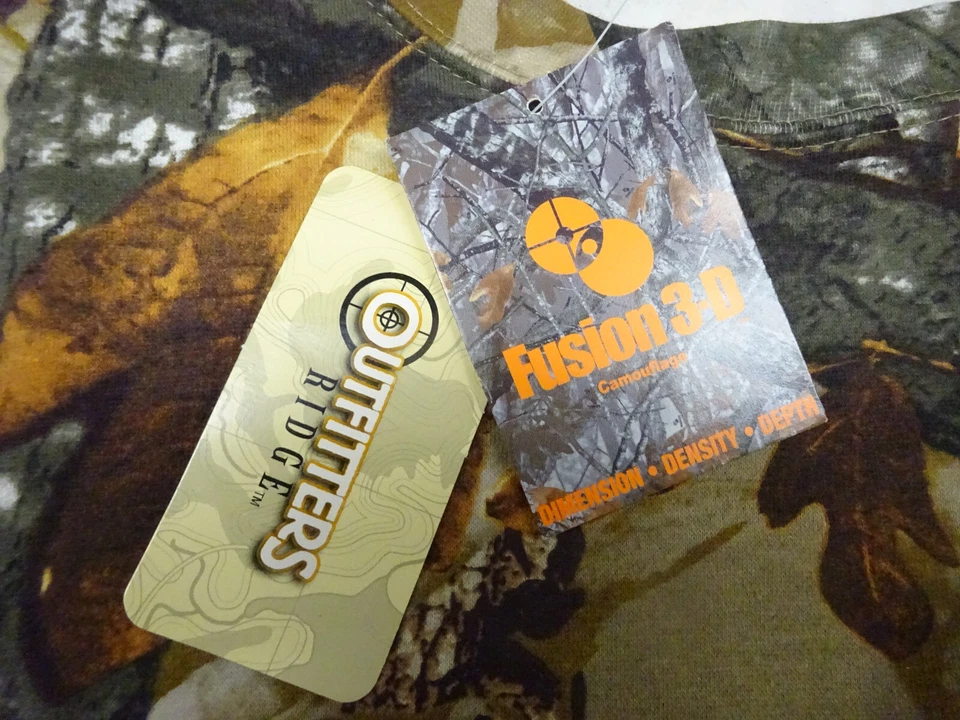 OUTFITTERS
RIDGE™
Fusion 3-D
Camouflage
DIMENSION • DENSITY • DEPTH